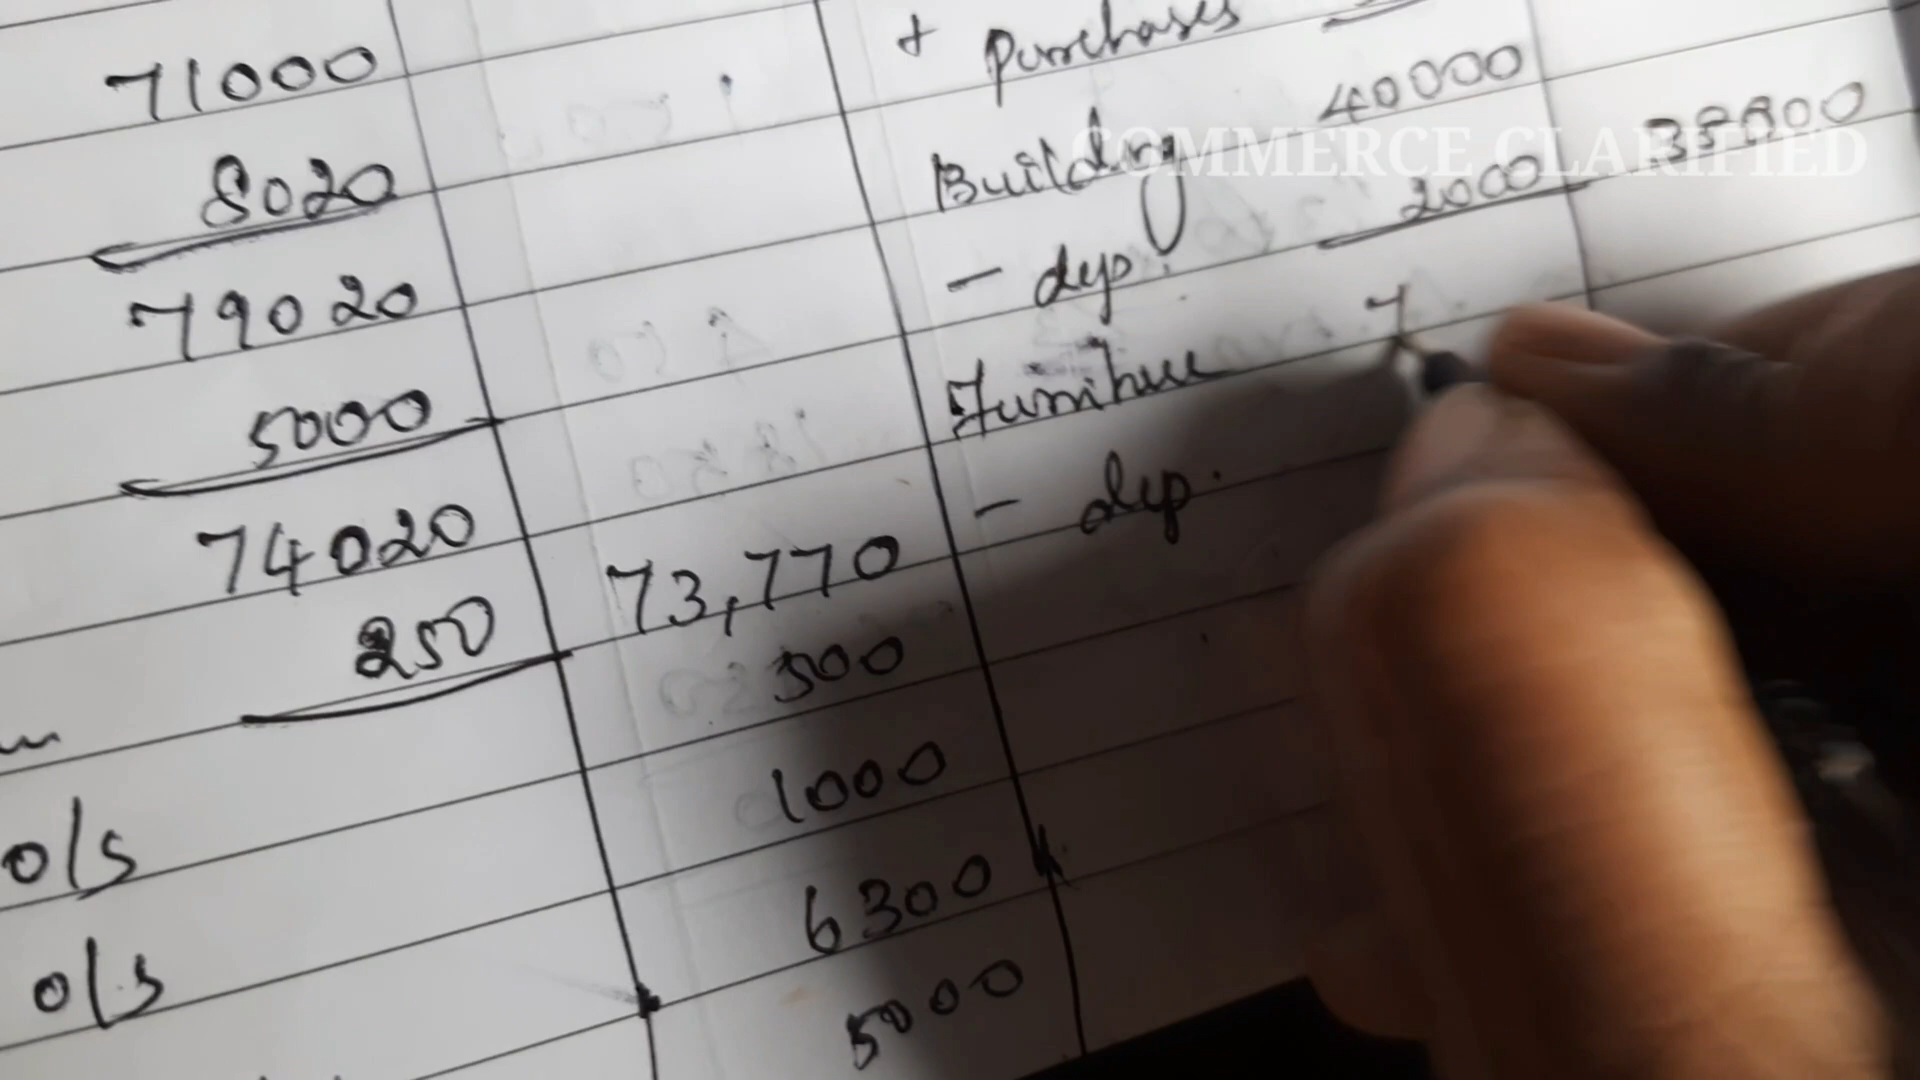 71000
8020
79020
5000
74020
250
73,770
500
1000
6300
5000
o/s
o/s
+ Purchases
Building 40000
- dep. 2000 38000
Furniture 7
- dep.
COMMERCE CLARIFIED